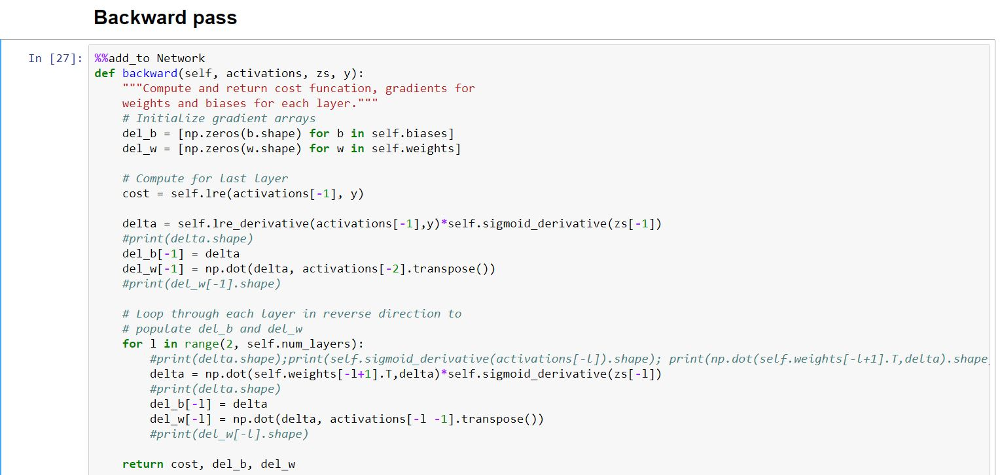 Backward pass
In [27]: %%add_to Network
def backward(self, activations, zs, y):
    """Compute and return cost funcation, gradients for
    weights and biases for each layer."""
    # Initialize gradient arrays
    del_b = [np.zeros(b.shape) for b in self.biases]
    del_w = [np.zeros(w.shape) for w in self.weights]

    # Compute for last layer
    cost = self.lre(activations[-1], y)

    delta = self.lre_derivative(activations[-1],y)*self.sigmoid_derivative(zs[-1])
    #print(delta.shape)
    del_b[-1] = delta
    del_w[-1] = np.dot(delta, activations[-2].transpose())
    #print(del_w[-1].shape)

    # Loop through each layer in reverse direction to
    # populate del_b and del_w
    for l in range(2, self.num_layers):
        #print(delta.shape);print(self.sigmoid_derivative(activations[-l]).shape); print(np.dot(self.weights[-l+1].T,delta).shape
        delta = np.dot(self.weights[-l+1].T,delta)*self.sigmoid_derivative(zs[-l])
        #print(delta.shape)
        del_b[-l] = delta
        del_w[-l] = np.dot(delta, activations[-l -1].transpose())
        #print(del_w[-l].shape)

    return cost, del_b, del_w